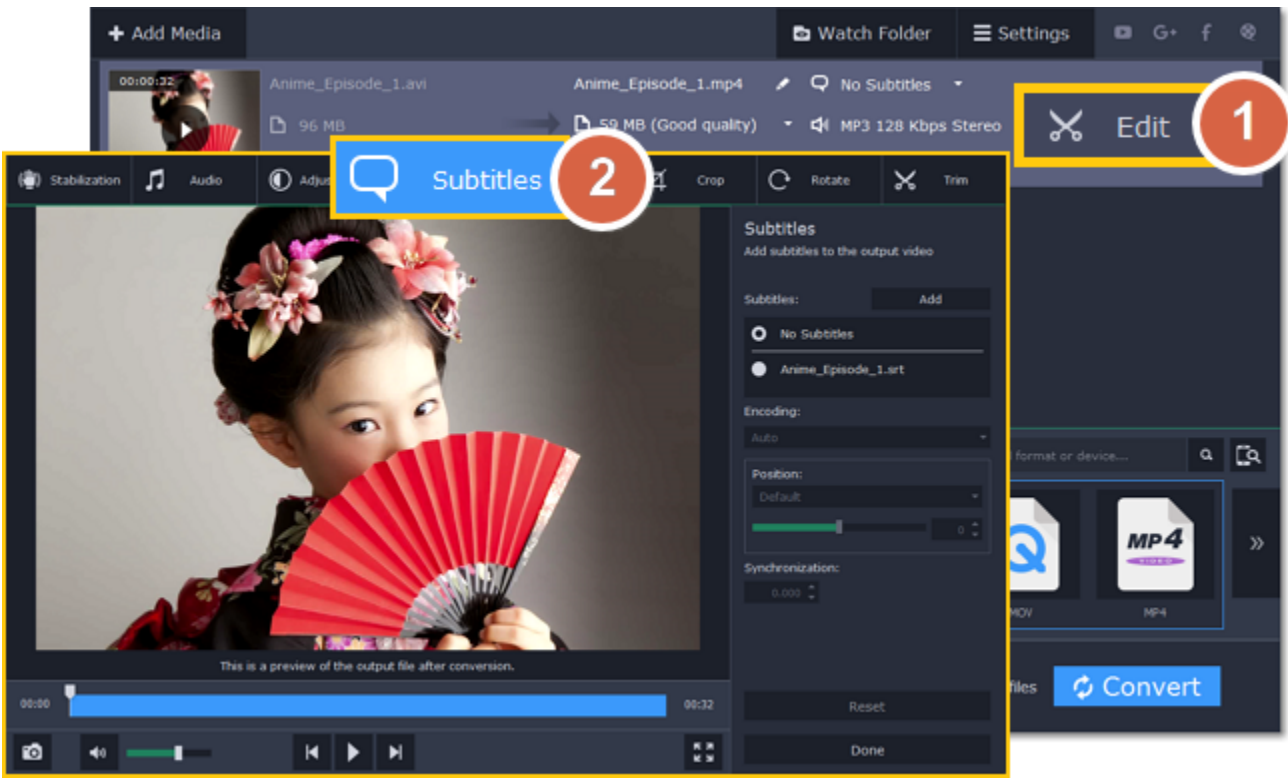 Add Media
Watch Folder
Settings
G+
f
00:00:32
Anime_Episode_1.avi
Anime_Episode_1.mp4
No Subtitles
96 MB
59 MB (Good quality)
MP3 128 Kbps Stereo
Edit
1
Stabilization
Audio
Adjus
Subtitles
2
Crop
Rotate
Trim
Subtitles
Add subtitles to the output video
Subtitles:
Add
No Subtitles
Anime_Episode_1.srt
Encoding:
Auto
Position:
Default
0
Synchronization:
0.000
format or device...
MP4
VIDEO
MOV
MP4
This is a preview of the output file after conversion.
00:00
00:32
Reset
Done
files
Convert